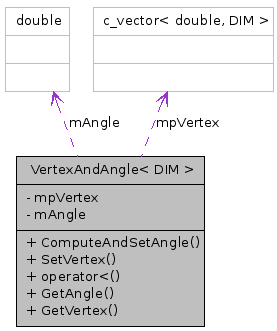 double
c_vector< double, DIM >
mAngle
mpVertex
VertexAndAngle< DIM >
- mpVertex
- mAngle
+ ComputeAndSetAngle()
+ SetVertex()
+ operator<()
+ GetAngle()
+ GetVertex()